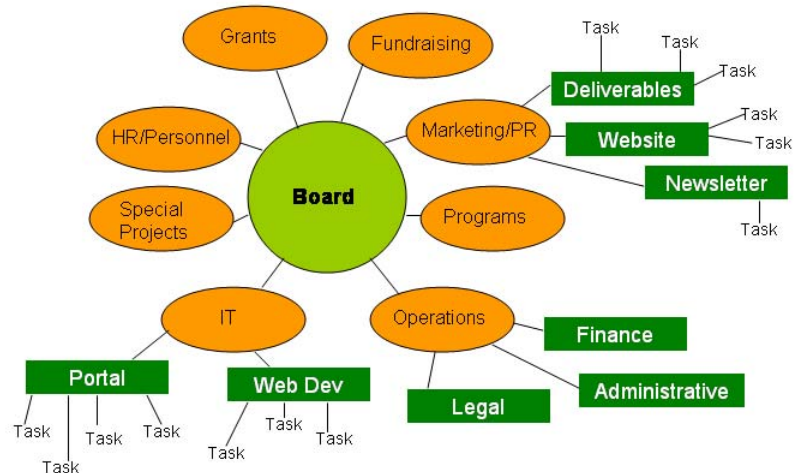 Grants
Fundraising
Task
Task
Task
Deliverables
HR/Personnel
Marketing/PR
Task
Website
Task
Board
Newsletter
Special
Projects
Programs
Task
IT
Operations
Finance
Portal
Web Dev
Administrative
Legal
Task
Task
Task
Task
Task
Task
Task